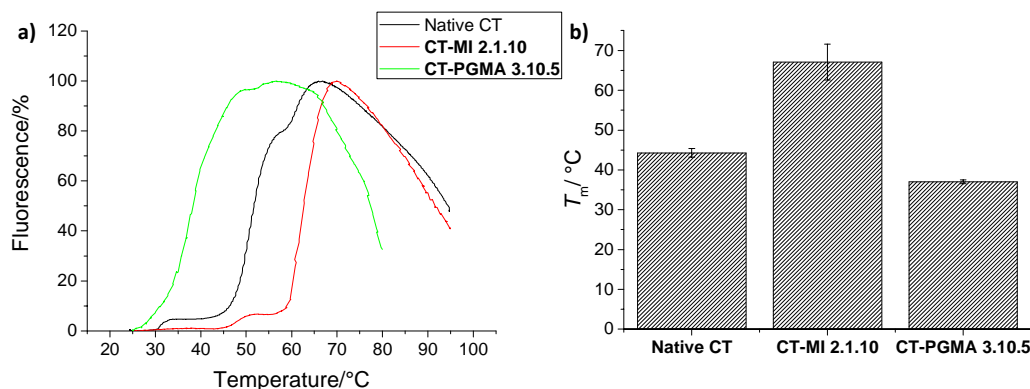 a)
Native CT
CT-MI 2.1.10
CT-PGMA 3.10.5
Fluorescence/%
120
100
80
60
40
20
0
20 30 40 50 60 70 80 90 100
Temperature/°C
b)
Tm/ °C
70
60
50
40
30
20
10
0
Native CT CT-MI 2.1.10 CT-PGMA 3.10.5